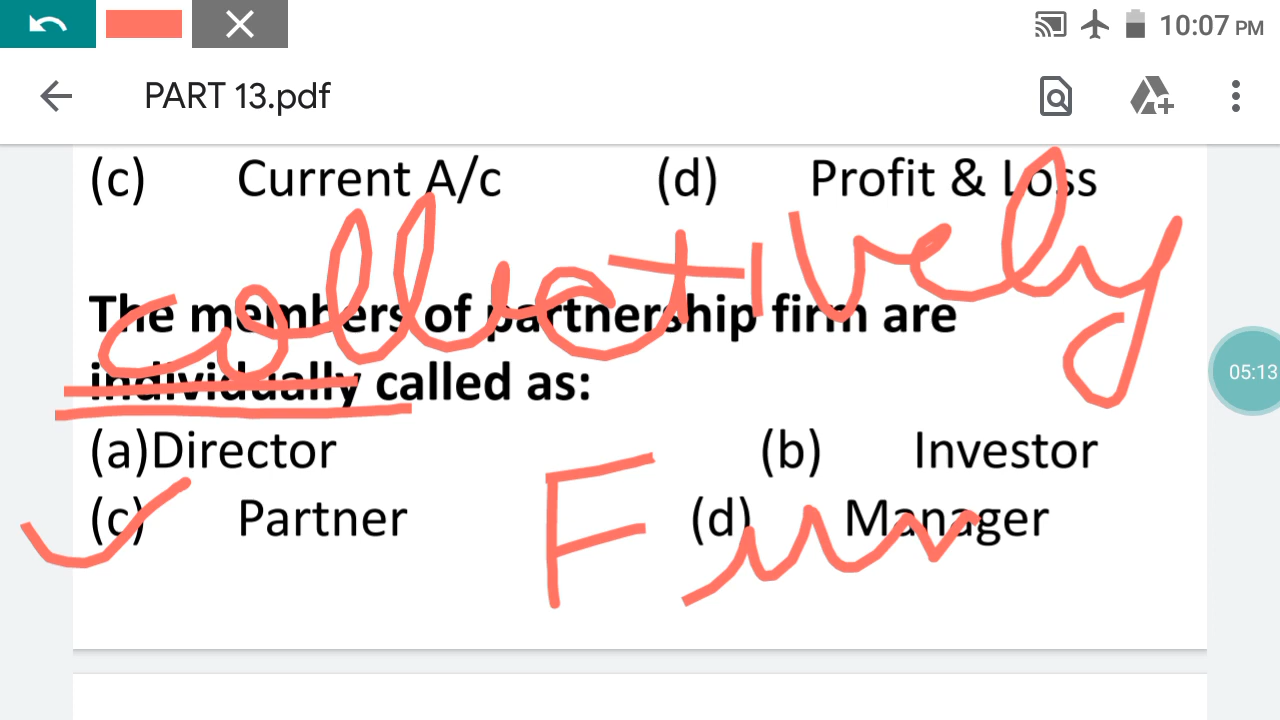 10:07 PM
PART 13.pdf
(c) Current A/c (d) Profit & Loss
collectively
The members of partnership firm are
individually called as:
05:13
(a)Director (b) Investor
(c) Partner (d) Manager
Firm